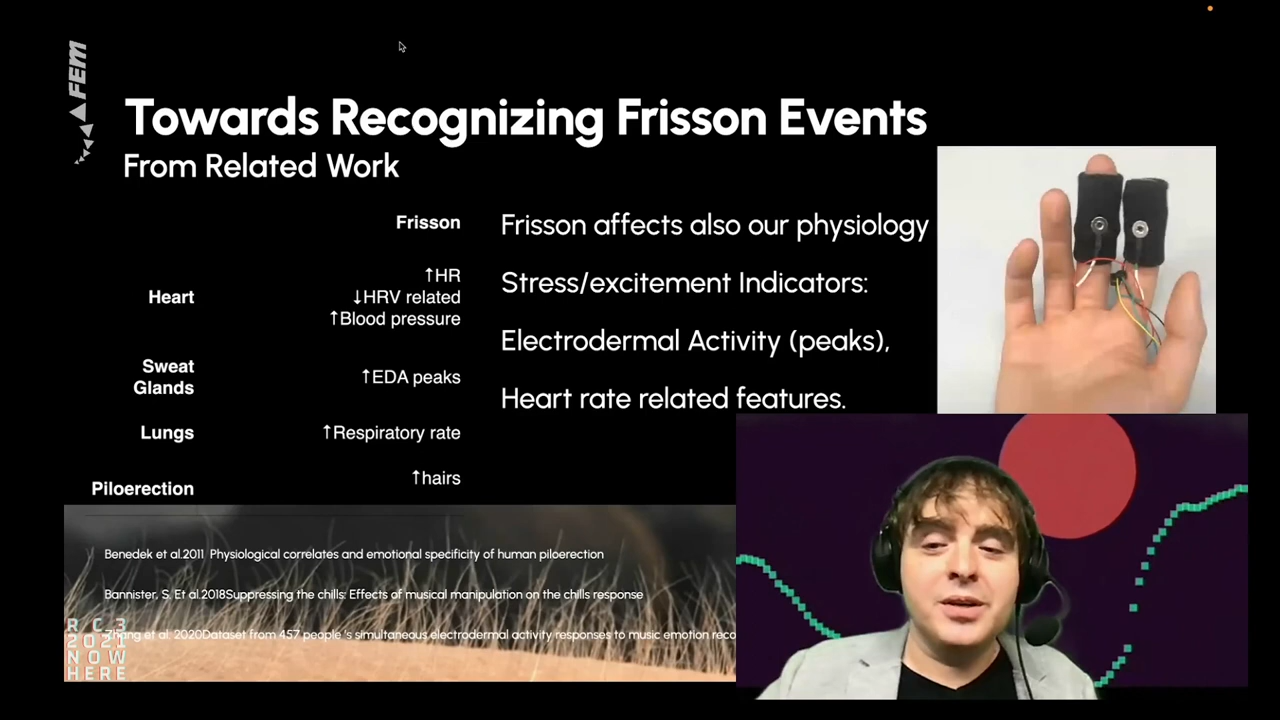 FEM
Towards Recognizing Frisson Events
From Related Work
Frisson
Heart
↑HR
↓HRV related
↑Blood pressure
Sweat
Glands
↑EDA peaks
Lungs
↑Respiratory rate
Piloerection
↑hairs
Frisson affects also our physiology
Stress/excitement Indicators:
Electrodermal Activity (peaks),
Heart rate related features.
Benedek et al.2011 Physiological correlates and emotional specificity of human piloerection
Bannister, S. Et al.2018Suppressing the chills: Effects of musical manipulation on the chills response
Zhang et al. 2020Dataset from 457 people 's simultaneous electrodermal activity responses to music emotion reco
R C 3
2021
NOW
HERE